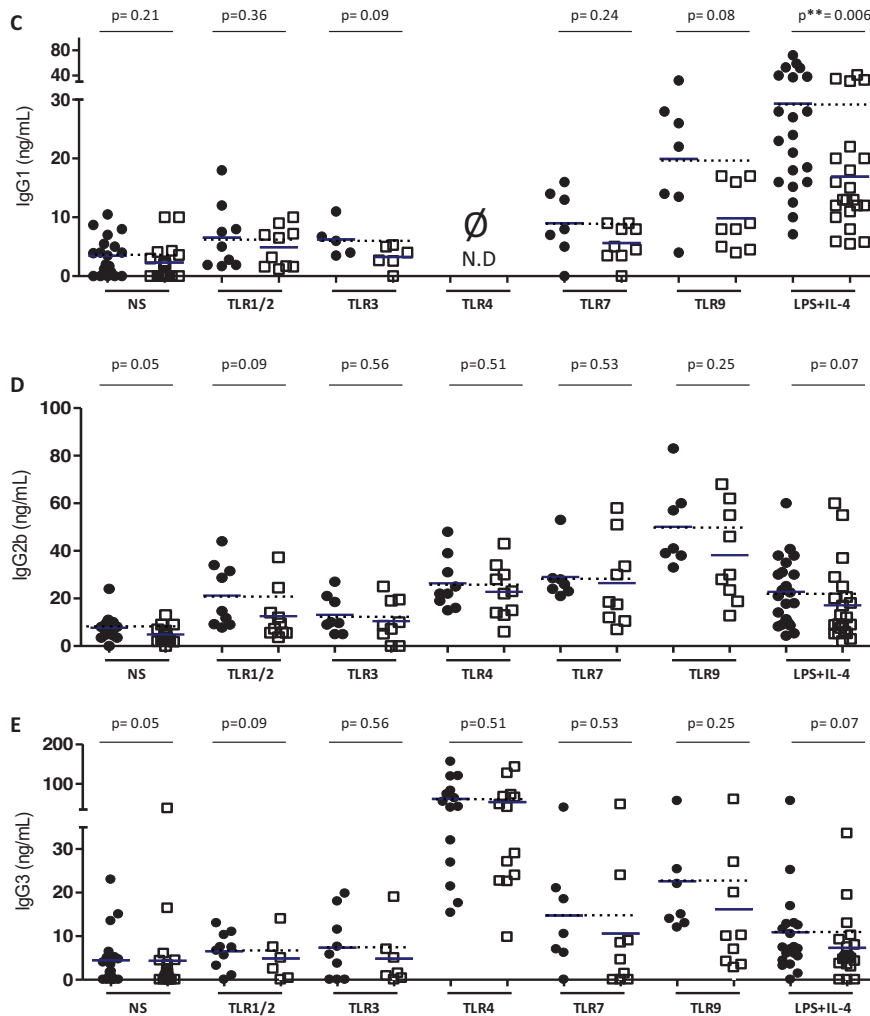 C
p= 0.21 p= 0.36 p= 0.09 p= 0.24 p= 0.08 p**= 0.006
IgG1 (ng/mL)
80
40
30
20
10
0
Ø
N.D
NS TLR1/2 TLR3 TLR4 TLR7 TLR9 LPS+IL-4
D
p= 0.05 p=0.09 p= 0.56 p= 0.51 p= 0.53 p= 0.25 p= 0.07
IgG2b (ng/mL)
100
80
60
40
20
0
NS TLR1/2 TLR3 TLR4 TLR7 TLR9 LPS+IL-4
E
p= 0.05 p=0.09 p= 0.56 p= 0.51 p= 0.53 p= 0.25 p= 0.07
IgG3 (ng/mL)
200
100
30
20
10
0
NS TLR1/2 TLR3 TLR4 TLR7 TLR9 LPS+IL-4